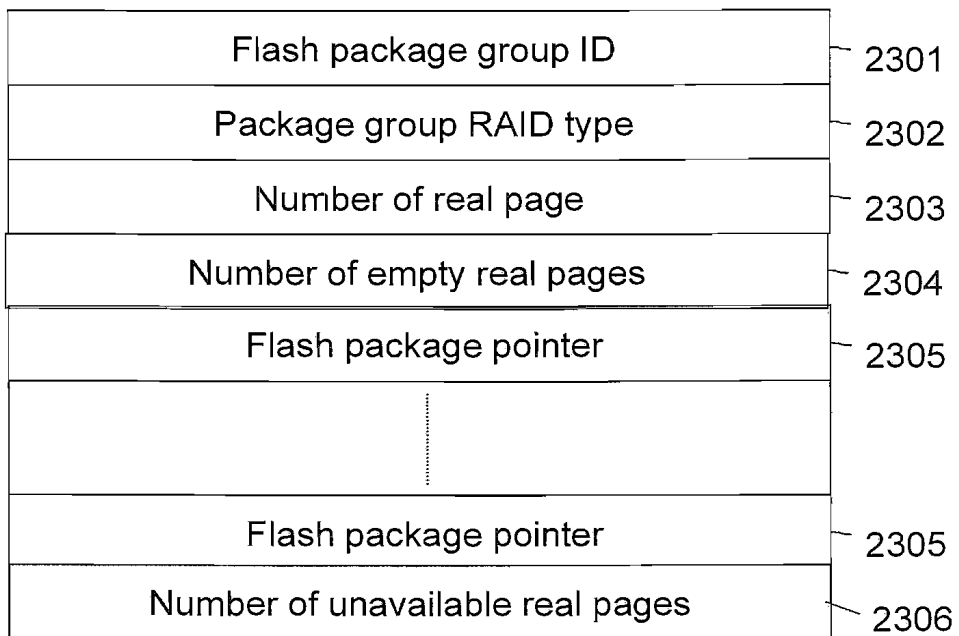 Flash package group ID 2301
Package group RAID type 2302
Number of real page 2303
Number of empty real pages 2304
Flash package pointer 2305
Flash package pointer 2305
Number of unavailable real pages 2306